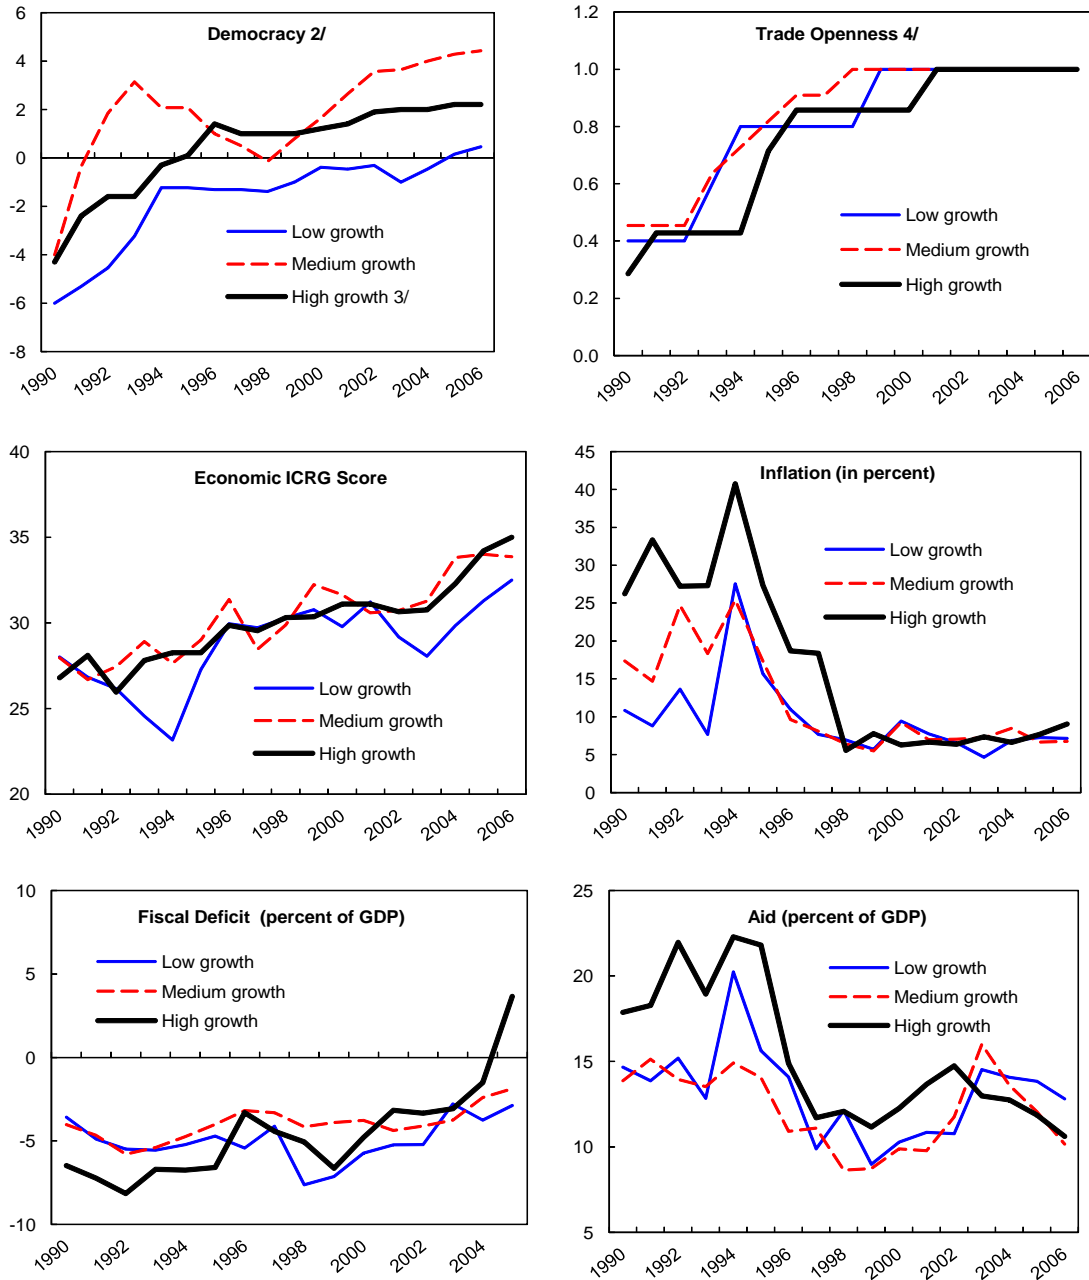 Democracy 2/
6
4
2
0
-2
-4
-6
-8
Low growth
Medium growth
High growth 3/
1990 1992 1994 1996 1998 2000 2002 2004 2006
Trade Openness 4/
1.2
1.0
0.8
0.6
0.4
0.2
0.0
Low growth
Medium growth
High growth
1990 1992 1994 1996 1998 2000 2002 2004 2006
Economic ICRG Score
40
35
30
25
20
Low growth
Medium growth
High growth
1990 1992 1994 1996 1998 2000 2002 2004 2006
Inflation (in percent)
45
40
35
30
25
20
15
10
5
0
Low growth
Medium growth
High growth
1990 1992 1994 1996 1998 2000 2002 2004 2006
Fiscal Deficit (percent of GDP)
10
5
0
-5
-10
Low growth
Medium growth
High growth
1990 1992 1994 1996 1998 2000 2002 2004
Aid (percent of GDP)
25
20
15
10
5
Low growth
Medium growth
High growth
1990 1992 1994 1996 1998 2000 2002 2004 2006